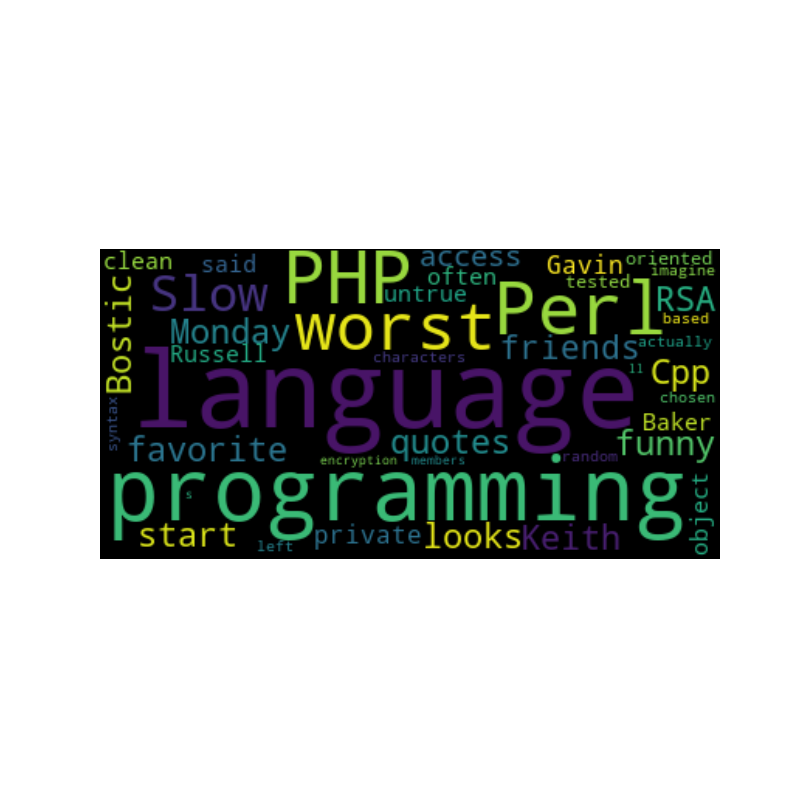 clean
said
Slow
PHP
access
often
untrue
Gavin
oriented
imagine
tested
Bostic
Monday
Russell
worst
Perl
RSA
based
characters
friends
actually
language
ll
Cpp
chosen
syntax
favorite
quotes
Baker
funny
encryption
members
random
programming
s
object
start
left
private
looks
Keith